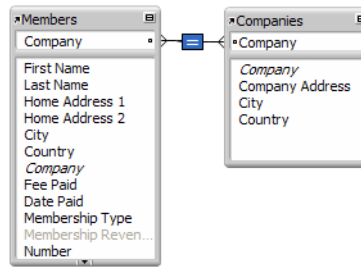 Members
Company
First Name
Last Name
Home Address 1
Home Address 2
City
Country
Company
Fee Paid
Date Paid
Membership Type
Membership Reven...
Number
=
Companies
Company
Company
Company Address
City
Country